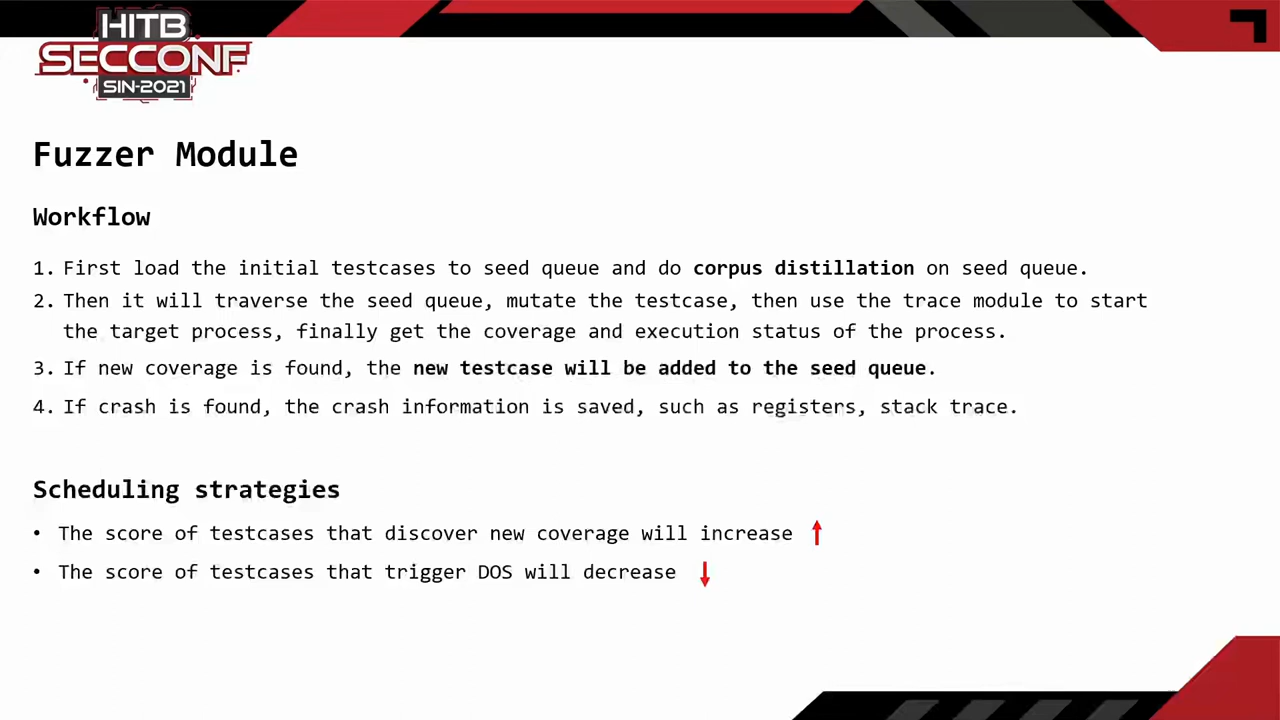 HITB
SECCONF
SIN-2021
Fuzzer Module
Workflow
1. First load the initial testcases to seed queue and do corpus distillation on seed queue.
2. Then it will traverse the seed queue, mutate the testcase, then use the trace module to start
the target process, finally get the coverage and execution status of the process.
3. If new coverage is found, the new testcase will be added to the seed queue.
4. If crash is found, the crash information is saved, such as registers, stack trace.
Scheduling strategies
• The score of testcases that discover new coverage will increase
• The score of testcases that trigger DOS will decrease